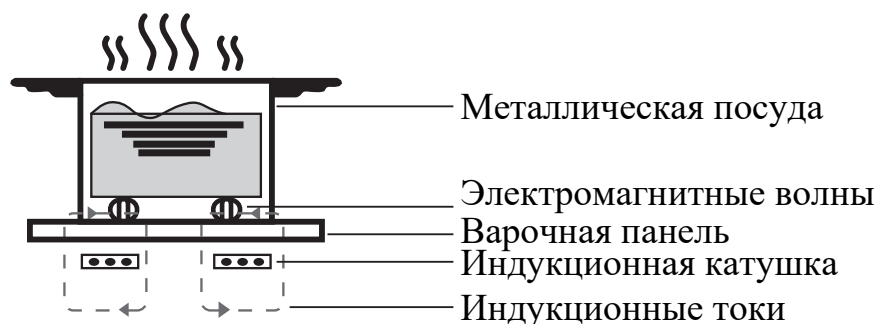 Металлическая посуда
Электромагнитные волны
Варочная панель
Индукционная катушка
Индукционные токи